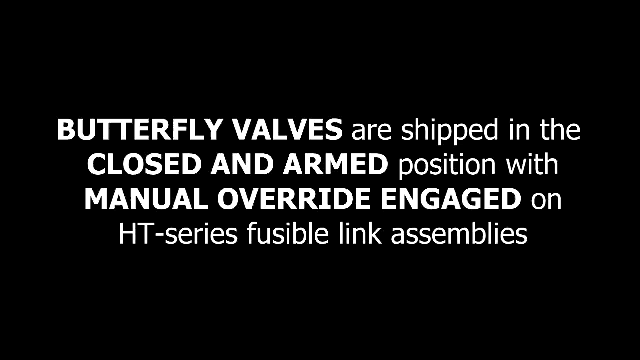 BUTTERFLY VALVES are shipped in the
CLOSED AND ARMED position with
MANUAL OVERRIDE ENGAGED on
HT-series fusible link assemblies